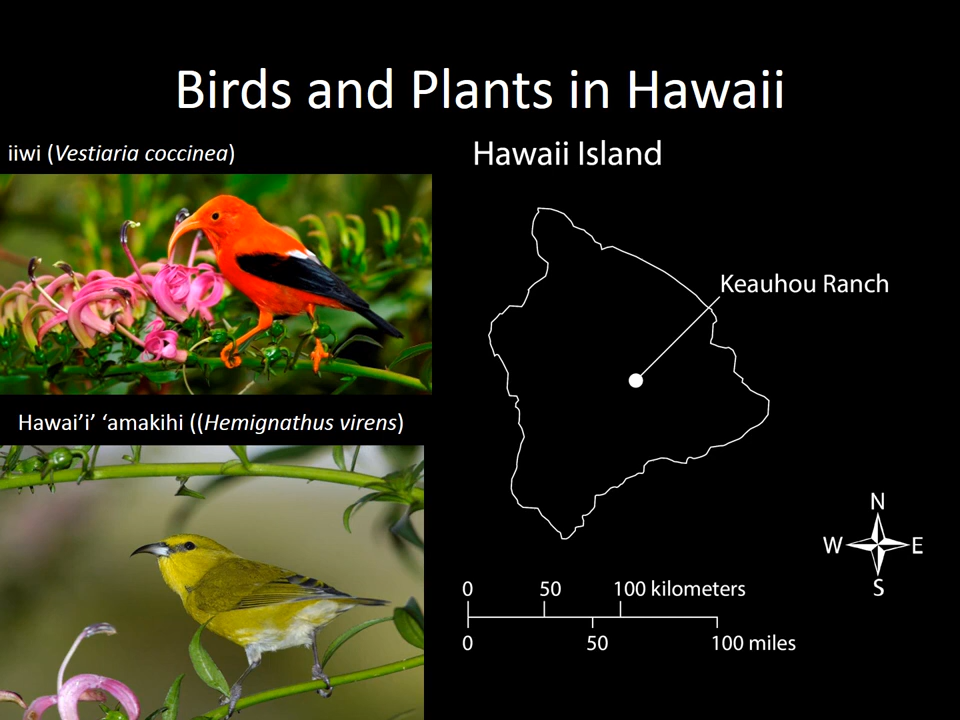 Birds and Plants in Hawaii
iiwi (Vestiaria coccinea)
Hawaii Island
Keauhou Ranch
Hawai’i’ ‘amakihi ((Hemignathus virens)
N
W E
S
0 50 100 kilometers
0 50 100 miles